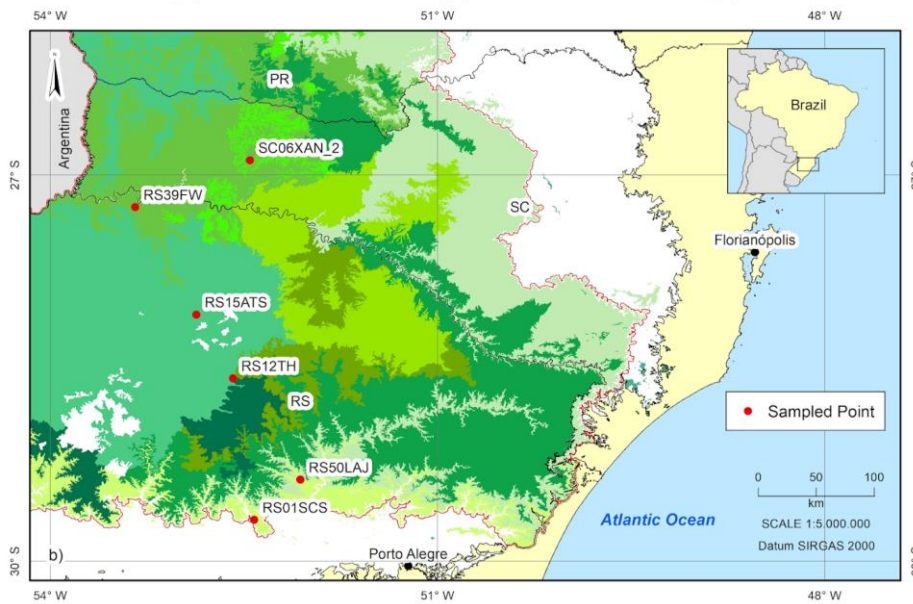 54° W
51° W
48° W
PR
Argentina
Brazil
SC06XAN_2
27° S
27° S
RS39FW
SC
Florianópolis
RS15ATS
RS12TH
RS
Sampled Point
RS50LAJ
0 50 100
km
RS01SCS
Atlantic Ocean
SCALE 1:5.000.000
Datum SIRGAS 2000
b)
Porto Alegre
30° S
54° W
51° W
48° W